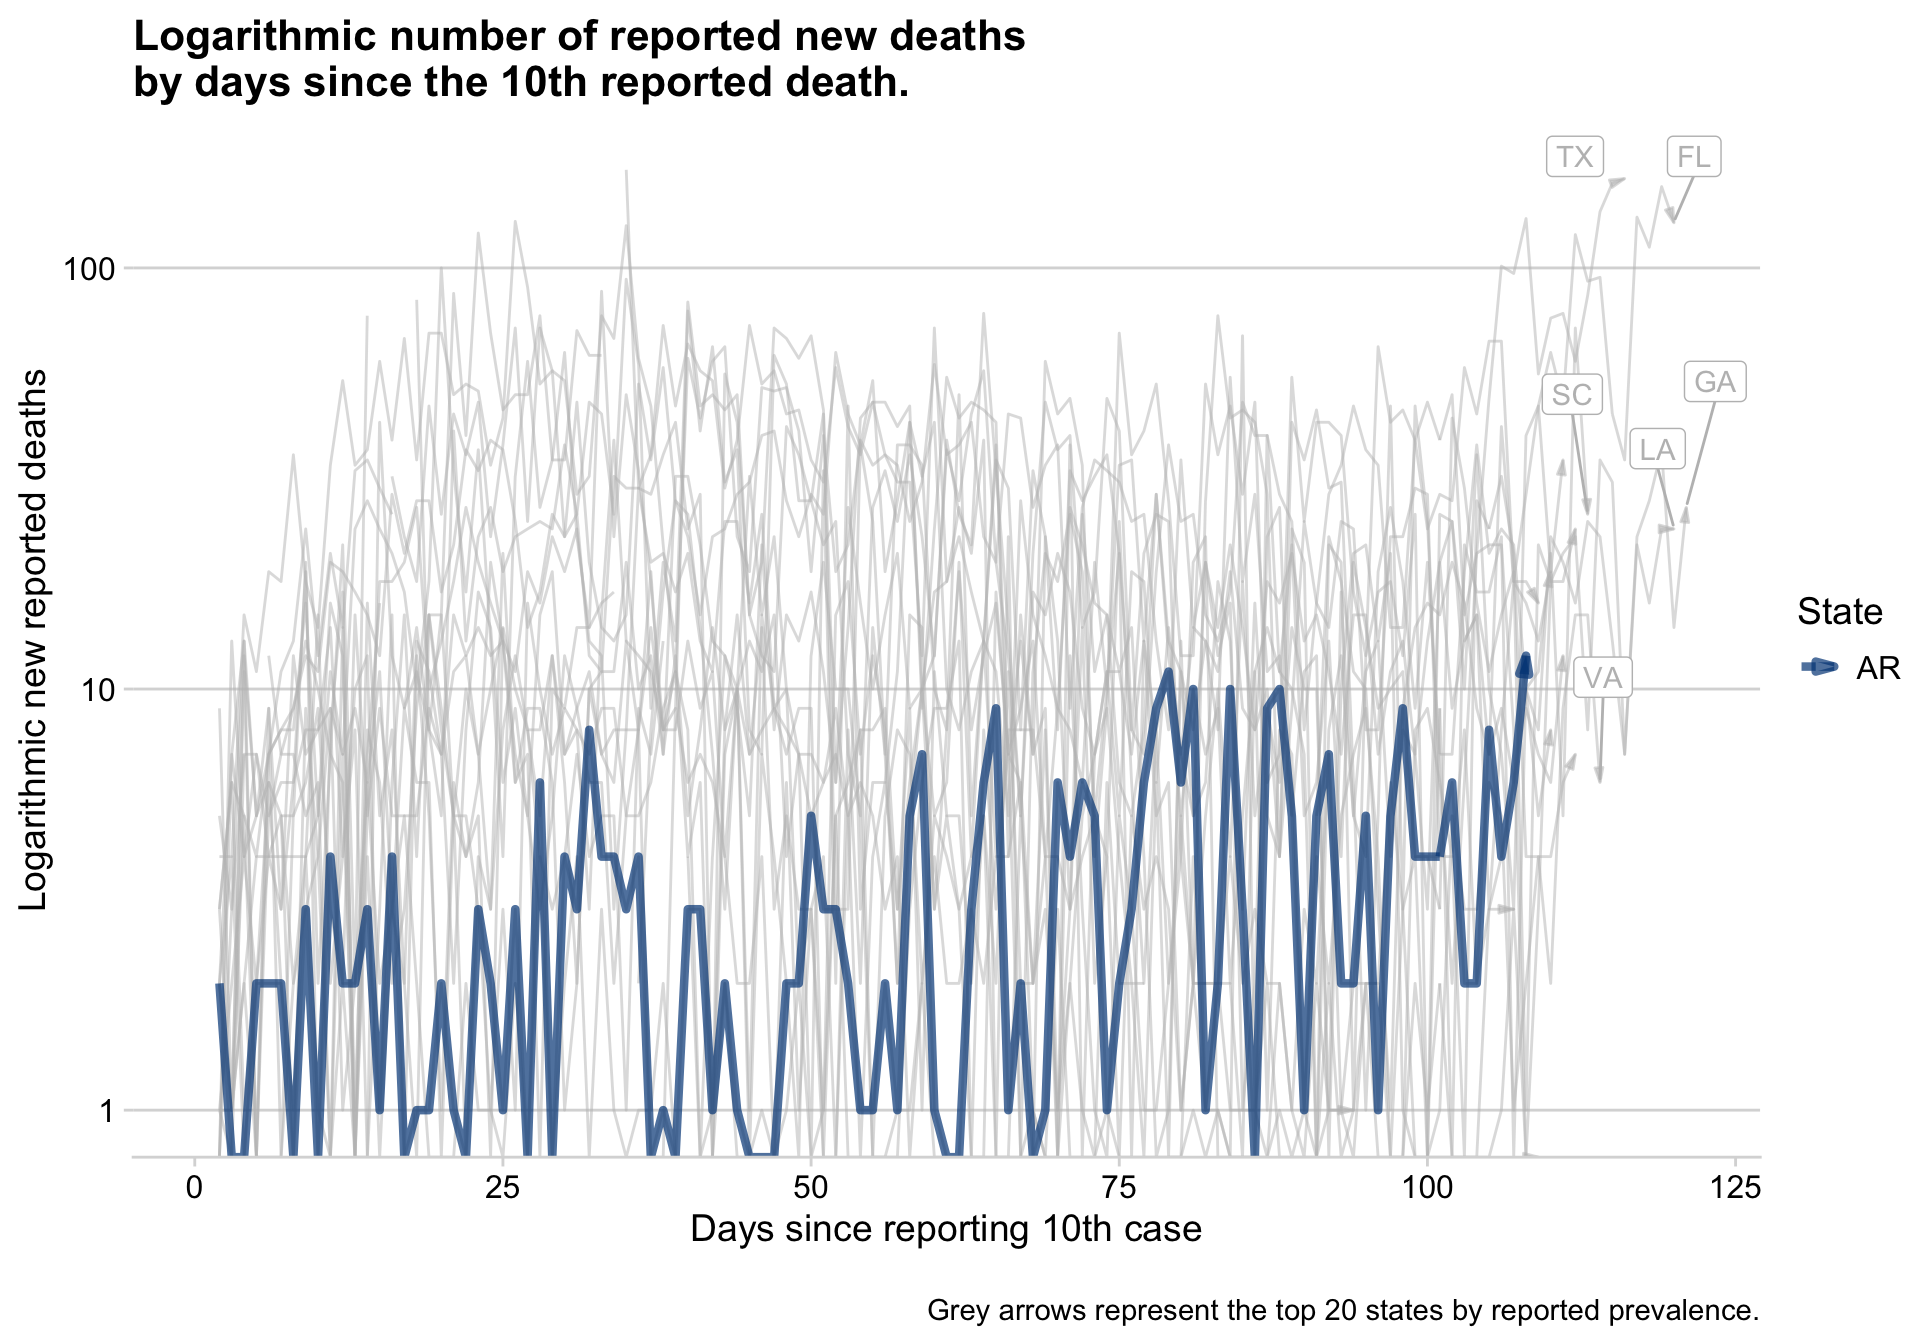 Logarithmic number of reported new deaths
by days since the 10th reported death.
TX
FL
100
SC
GA
LA
VA
10
1
Logarithmic new reported deaths
State
AR
0
25
50
75
100
125
Days since reporting 10th case
Grey arrows represent the top 20 states by reported prevalence.